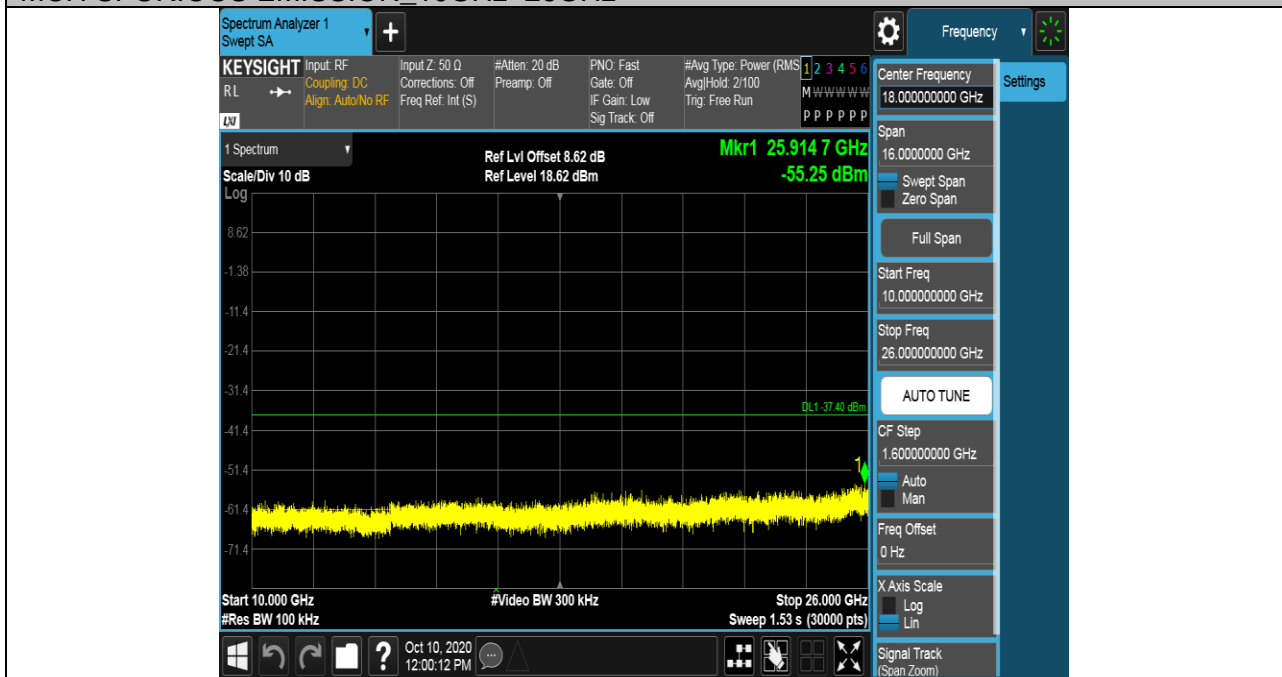 Spectrum Analyzer 1
Swept SA
Frequency
KEYSIGHT
RL
LXI
Input: RF
Coupling: DC
Align: Auto/No RF
Input Z: 50 Ω
Corrections: Off
Freq Ref: Int (S)
#Atten: 20 dB
Preamp: Off
PNO: Fast
Gate: Off
IF Gain: Low
Sig Track: Off
#Avg Type: Power (RMS
Avg|Hold: 2/100
Trig: Free Run
1 2 3 4 5 6
M W W W W W
P P P P P P
Center Frequency
18.000000000 GHz
Settings
1 Spectrum
Ref Lvl Offset 8.62 dB
Mkr1 25.914 7 GHz
Scale/Div 10 dB
Ref Level 18.62 dBm
-55.25 dBm
Log
8.62
-1.38
-11.4
-21.4
-31.4
DL1 -37.40 dBm
-41.4
-51.4
1
-61.4
-71.4
Start 10.000 GHz
#Video BW 300 kHz
Stop 26.000 GHz
#Res BW 100 kHz
Sweep 1.53 s (30000 pts)
Span
16.0000000 GHz
Swept Span
Zero Span
Full Span
Start Freq
10.000000000 GHz
Stop Freq
26.000000000 GHz
AUTO TUNE
CF Step
1.600000000 GHz
Auto
Man
Freq Offset
0 Hz
X Axis Scale
Log
Lin
Signal Track
(Span Zoom)
?
Oct 10, 2020
12:00:12 PM